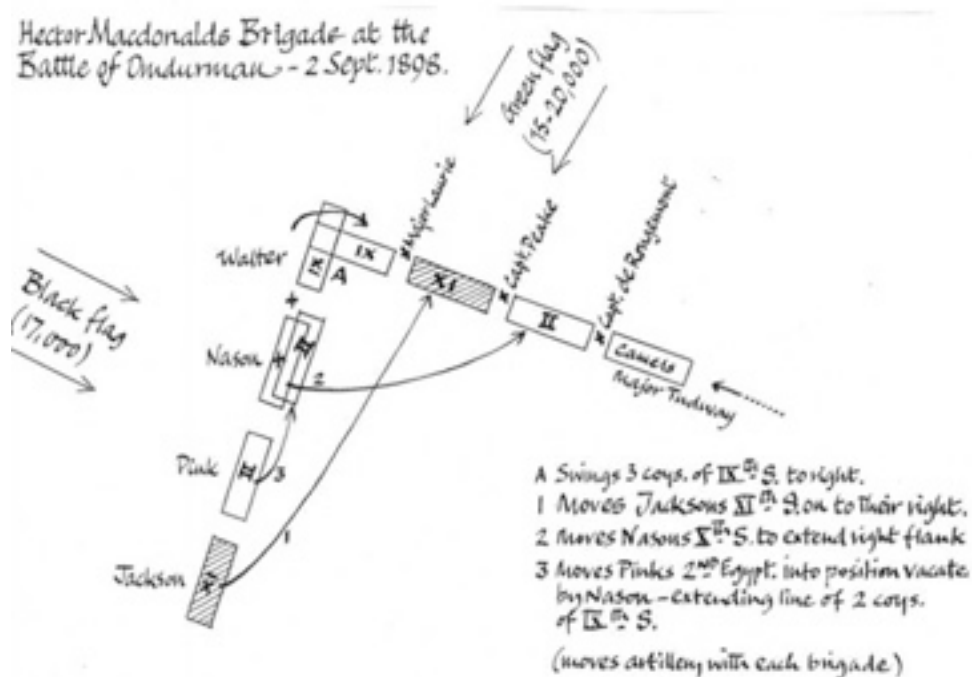 Hector Macdonalds Brigade at the
Battle of Omdurman - 2 Sept. 1898.
Green flag
(15-20,000)
Black flag
(17,000)
Walter
IX
A
IX
Major Laurie
XI
Capt. Peake
II
Capt. de Rougemont
camels
Major Tudway
Nason
X
II
2
Pink
II
3
Jackson
1
A Swings 3 coys. of IXth S. to right.
1 Moves Jacksons XIth S. on to their right.
2 Moves Nasons Xth S. to extend right flank
3 Moves Pinks 2ND Egypt. into position vacate
by Nason - extending line of 2 coys.
of IXth S.
(moves artillery with each brigade)